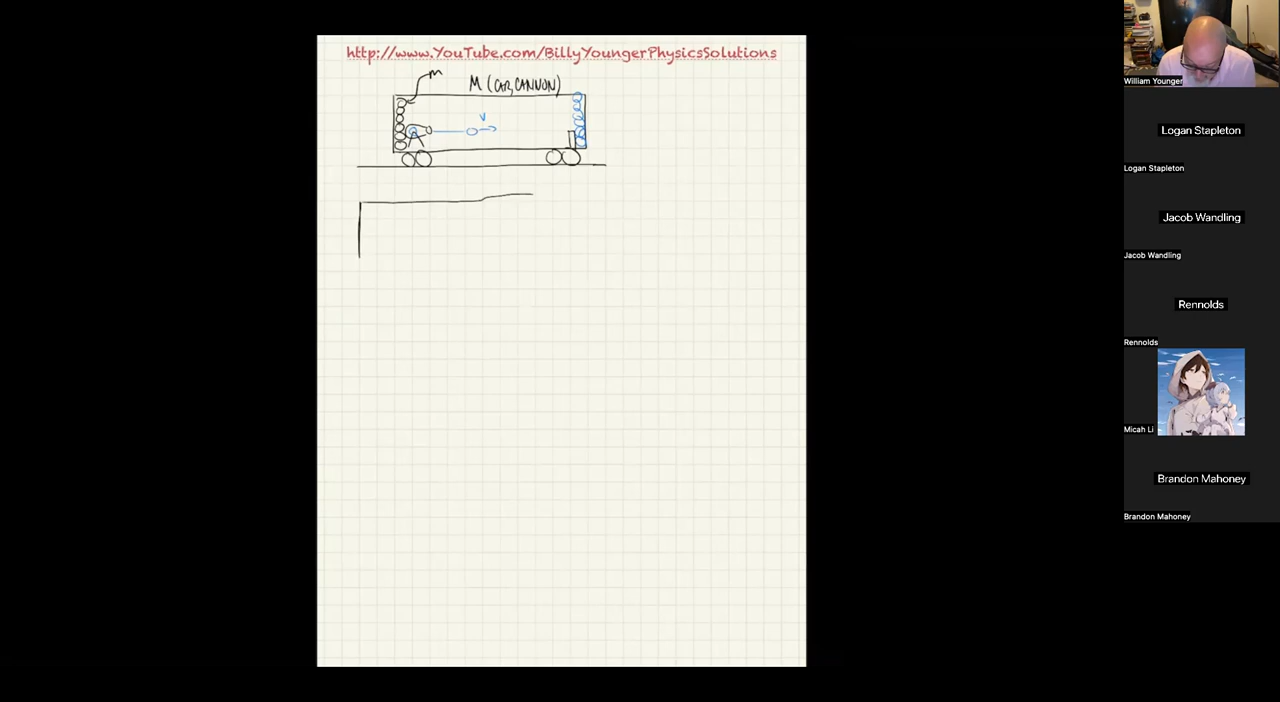 http://www.YouTube.com/BillyYoungerPhysicsSolutions
m
M (CAR, CANNON)
v
William Younger
Logan Stapleton
Logan Stapleton
Jacob Wandling
Jacob Wandling
Rennolds
Rennolds
Micah Li
Brandon Mahoney
Brandon Mahoney